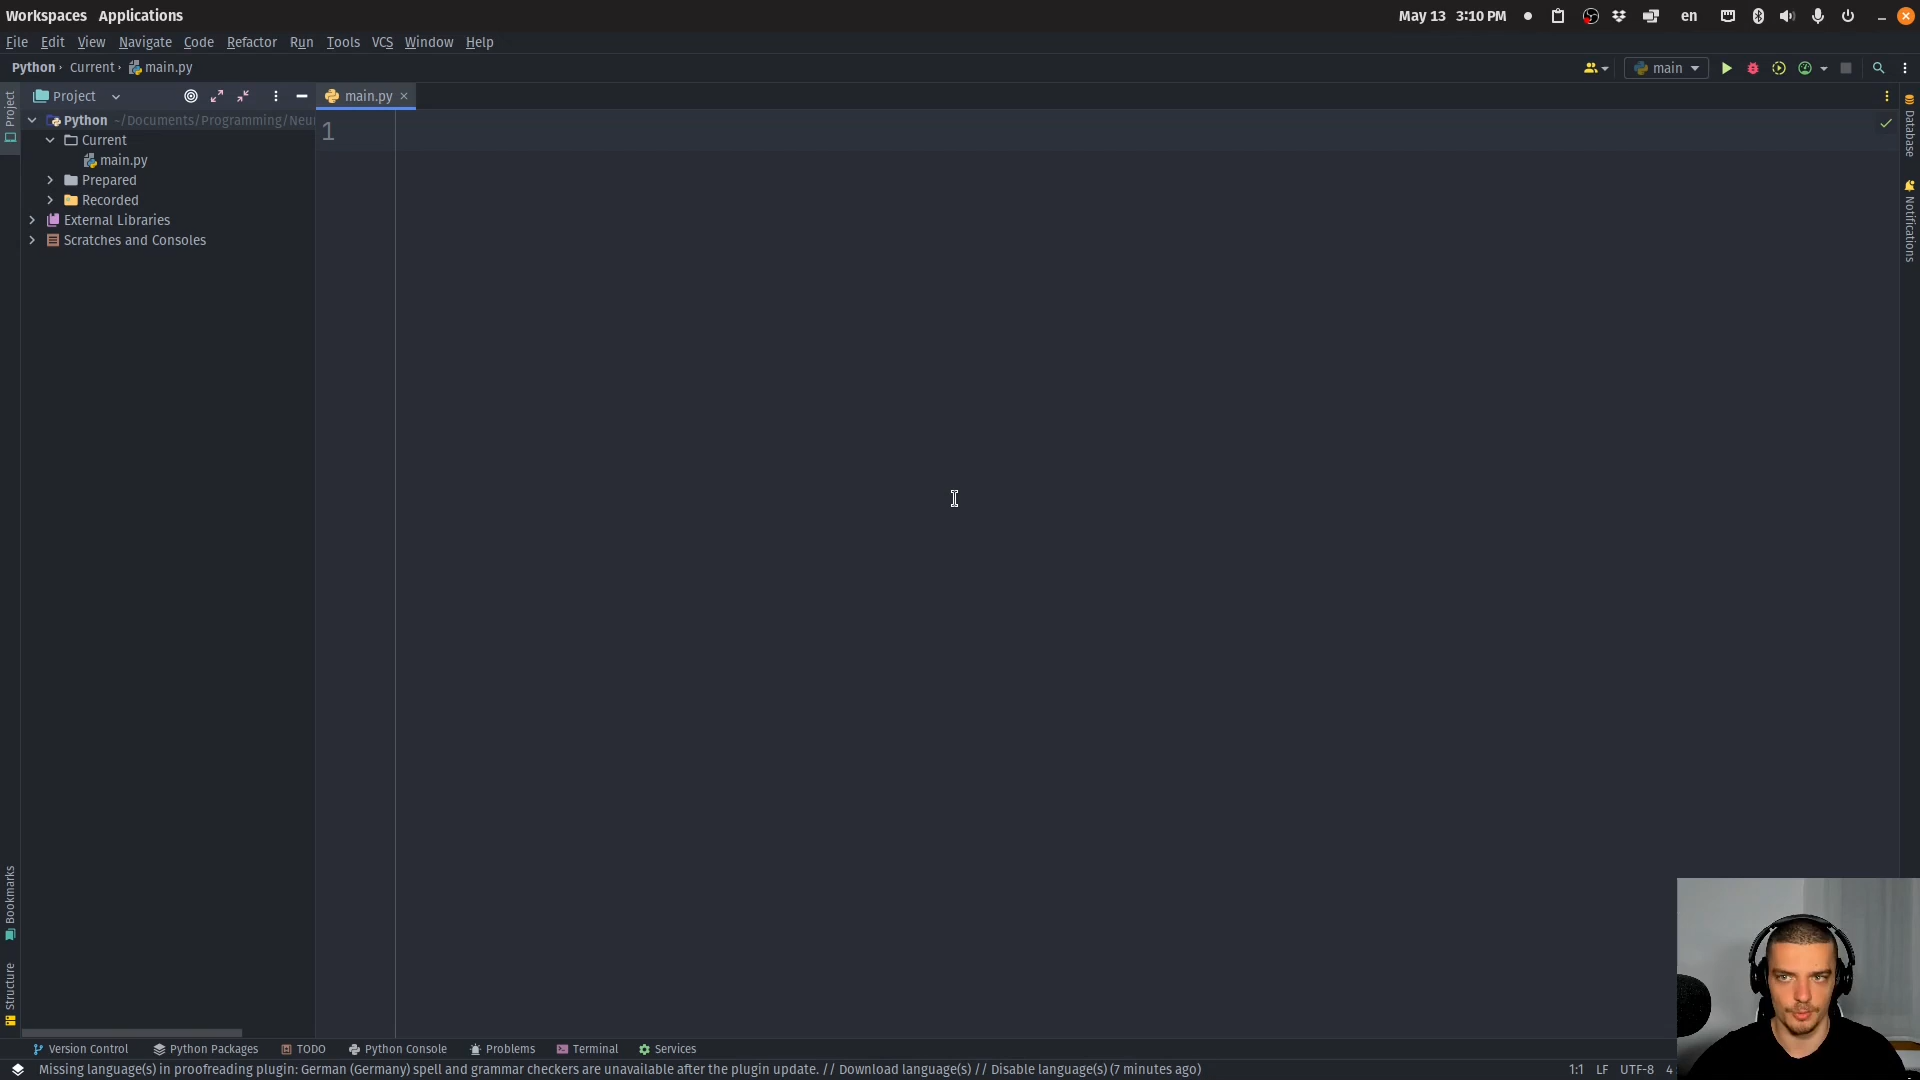 Workspaces Applications
May 13 3:10 PM
en
File Edit View Navigate Code Refactor Run Tools VCS Window Help
Python Current main.py
main
Project
Project
main.py
Python ~/Documents/Programming/Neur
1
Current
main.py
Prepared
Recorded
External Libraries
Scratches and Consoles
Database
Notifications
Bookmarks
Structure
Version Control Python Packages TODO Python Console Problems Terminal Services
Missing language(s) in proofreading plugin: German (Germany) spell and grammar checkers are unavailable after the plugin update. // Download language(s) // Disable language(s) (7 minutes ago)
1:1 LF UTF-8 4